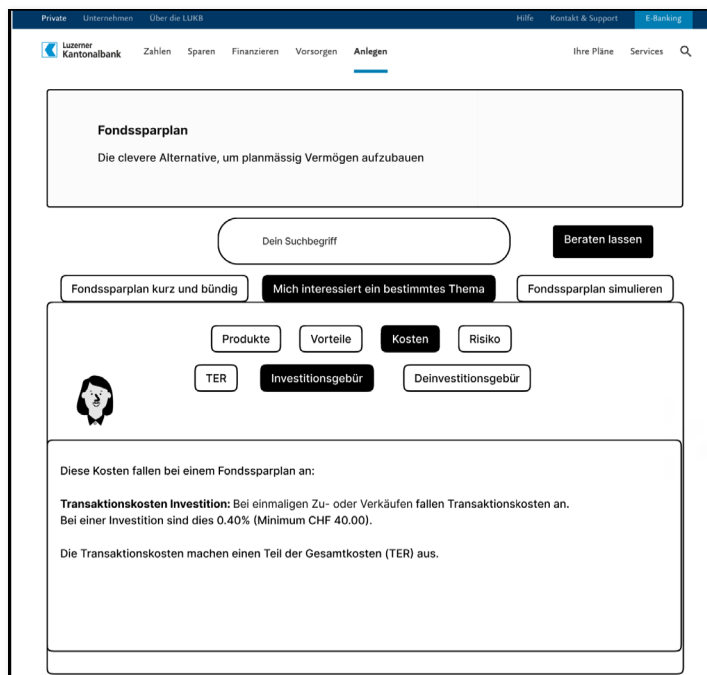 Private Unternehmen Über die LUKB Hilfe Kontakt & Support E-Banking
Luzerner
Kantonalbank Zahlen Sparen Finanzieren Vorsorgen Anlegen Ihre Pläne Services
Fondssparplan
Die clevere Alternative, um planmässig Vermögen aufzubauen
Dein Suchbegriff Beraten lassen
Fondssparplan kurz und bündig Mich interessiert ein bestimmtes Thema Fondssparplan simulieren
Produkte Vorteile Kosten Risiko
TER Investitionsgebür Deinvestitionsgebür
Diese Kosten fallen bei einem Fondssparplan an:
Transaktionskosten Investition: Bei einmaligen Zu- oder Verkäufen fallen Transaktionskosten an.
Bei einer Investition sind dies 0.40% (Minimum CHF 40.00).
Die Transaktionskosten machen einen Teil der Gesamtkosten (TER) aus.